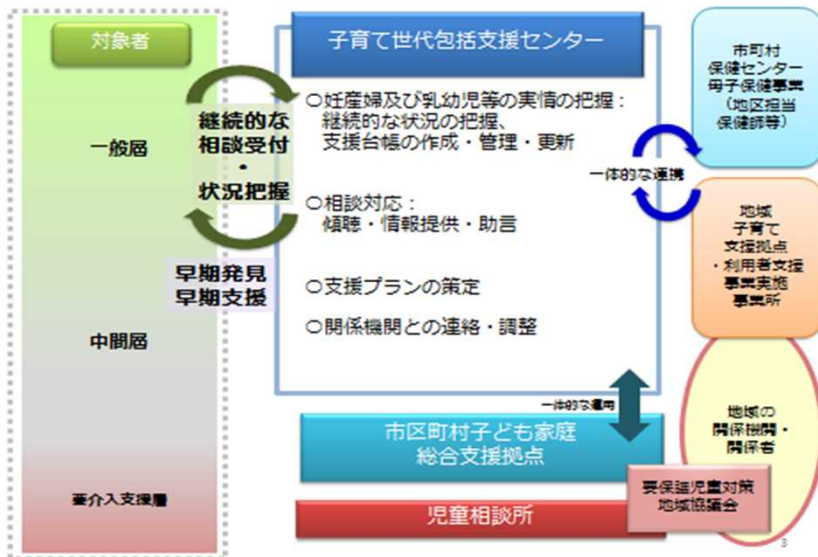 対象者
一般層
中間層
要介入支援層
継続的な
相談受付
・
状況把握
早期発見
早期支援
子育て世代包括支援センター
○妊産婦及び乳幼児等の実情の把握：
継続的な状況の把握、
支援台帳の作成・管理・更新
○相談対応：
傾聴・情報提供・助言
○支援プランの策定
○関係機関との連絡・調整
一体的な連携
市町村
保健センター
母子保健事業
（地区担当
保健師等）
地域
子育て
支援拠点
・利用者支援
事業実施
事業所
地域の
関係機関・
関係者
一体的な運用
市区町村子ども家庭
総合支援拠点
児童相談所
要保護児童対策
地域協議会
3